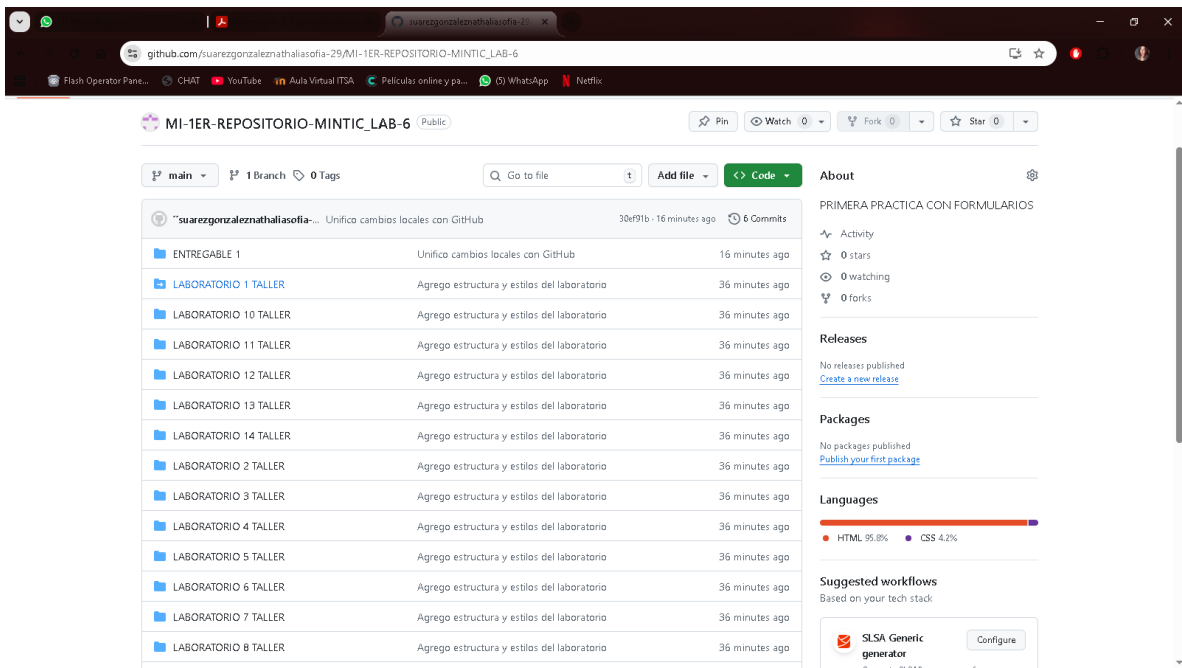 suarezgonzaleznathaliasofia-29
github.com/suarezgonzaleznathaliasofia-29/MI-1ER-REPOSITORIO-MINTIC_LAB-6
Flash Operator Pane... CHAT YouTube Aula Virtual ITSA Películas online y pa... (5) WhatsApp Netflix
MI-1ER-REPOSITORIO-MINTIC_LAB-6 Public Pin Watch 0 Fork 0 Star 0
main 1 Branch 0 Tags Go to file t Add file Code
About
PRIMERA PRACTICA CON FORMULARIOS
"suarezgonzaleznathaliasofia-... Unifico cambios locales con GitHub 30ef91b · 16 minutes ago 6 Commits
ENTREGABLE 1 Unifico cambios locales con GitHub 16 minutes ago
LABORATORIO 1 TALLER Agrego estructura y estilos del laboratorio 36 minutes ago
LABORATORIO 10 TALLER Agrego estructura y estilos del laboratorio 36 minutes ago
LABORATORIO 11 TALLER Agrego estructura y estilos del laboratorio 36 minutes ago
LABORATORIO 12 TALLER Agrego estructura y estilos del laboratorio 36 minutes ago
LABORATORIO 13 TALLER Agrego estructura y estilos del laboratorio 36 minutes ago
LABORATORIO 14 TALLER Agrego estructura y estilos del laboratorio 36 minutes ago
LABORATORIO 2 TALLER Agrego estructura y estilos del laboratorio 36 minutes ago
LABORATORIO 3 TALLER Agrego estructura y estilos del laboratorio 36 minutes ago
LABORATORIO 4 TALLER Agrego estructura y estilos del laboratorio 36 minutes ago
LABORATORIO 5 TALLER Agrego estructura y estilos del laboratorio 36 minutes ago
LABORATORIO 6 TALLER Agrego estructura y estilos del laboratorio 36 minutes ago
LABORATORIO 7 TALLER Agrego estructura y estilos del laboratorio 36 minutes ago
LABORATORIO 8 TALLER Agrego estructura y estilos del laboratorio 36 minutes ago
Activity
0 stars
0 watching
0 forks
Releases
No releases published
Create a new release
Packages
No packages published
Publish your first package
Languages
HTML 95.8% CSS 4.2%
Suggested workflows
Based on your tech stack
SLSA Generic
generator
Configure